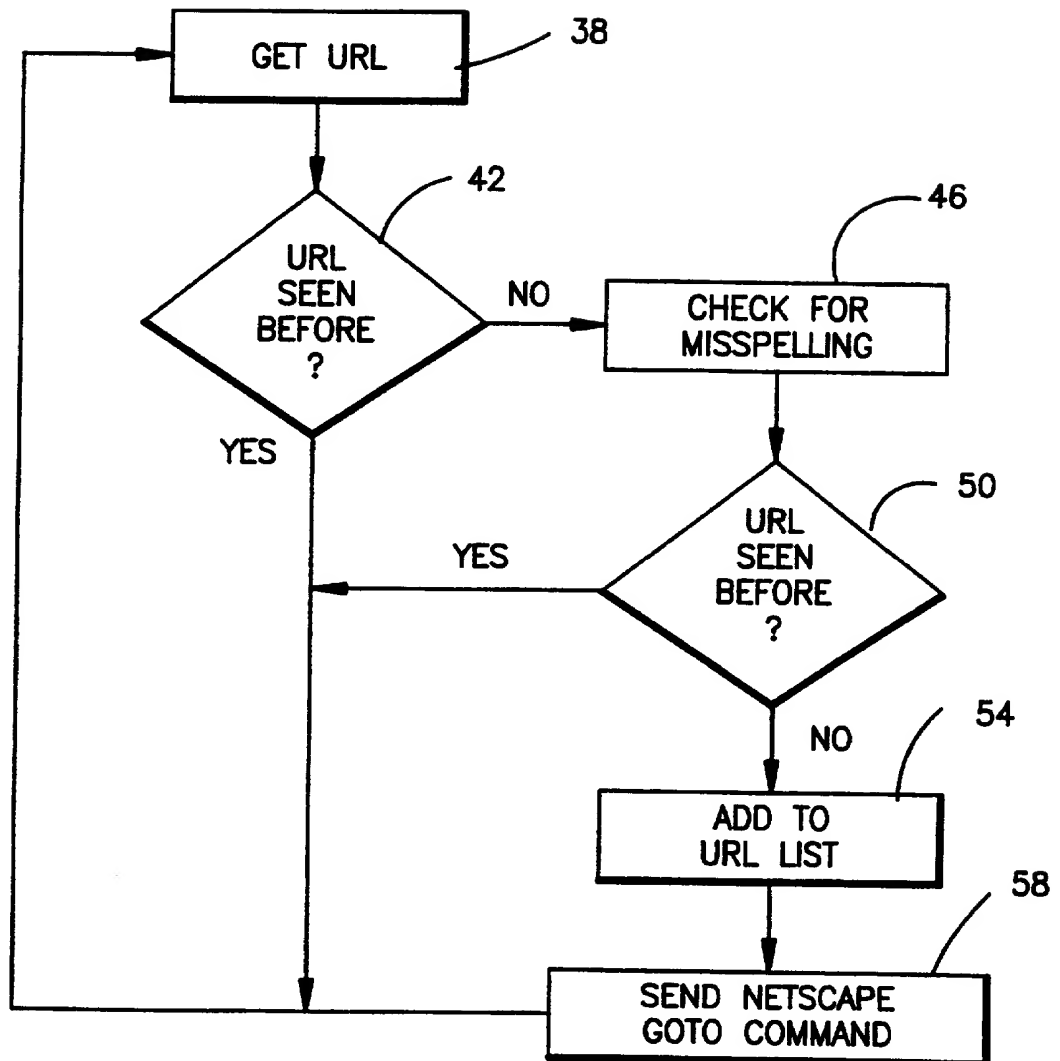 GET URL
38
42
URL
SEEN
BEFORE
?
NO
46
CHECK FOR
MISSPELLING
YES
50
URL
SEEN
BEFORE
?
YES
NO
54
ADD TO
URL LIST
58
SEND NETSCAPE
GOTO COMMAND